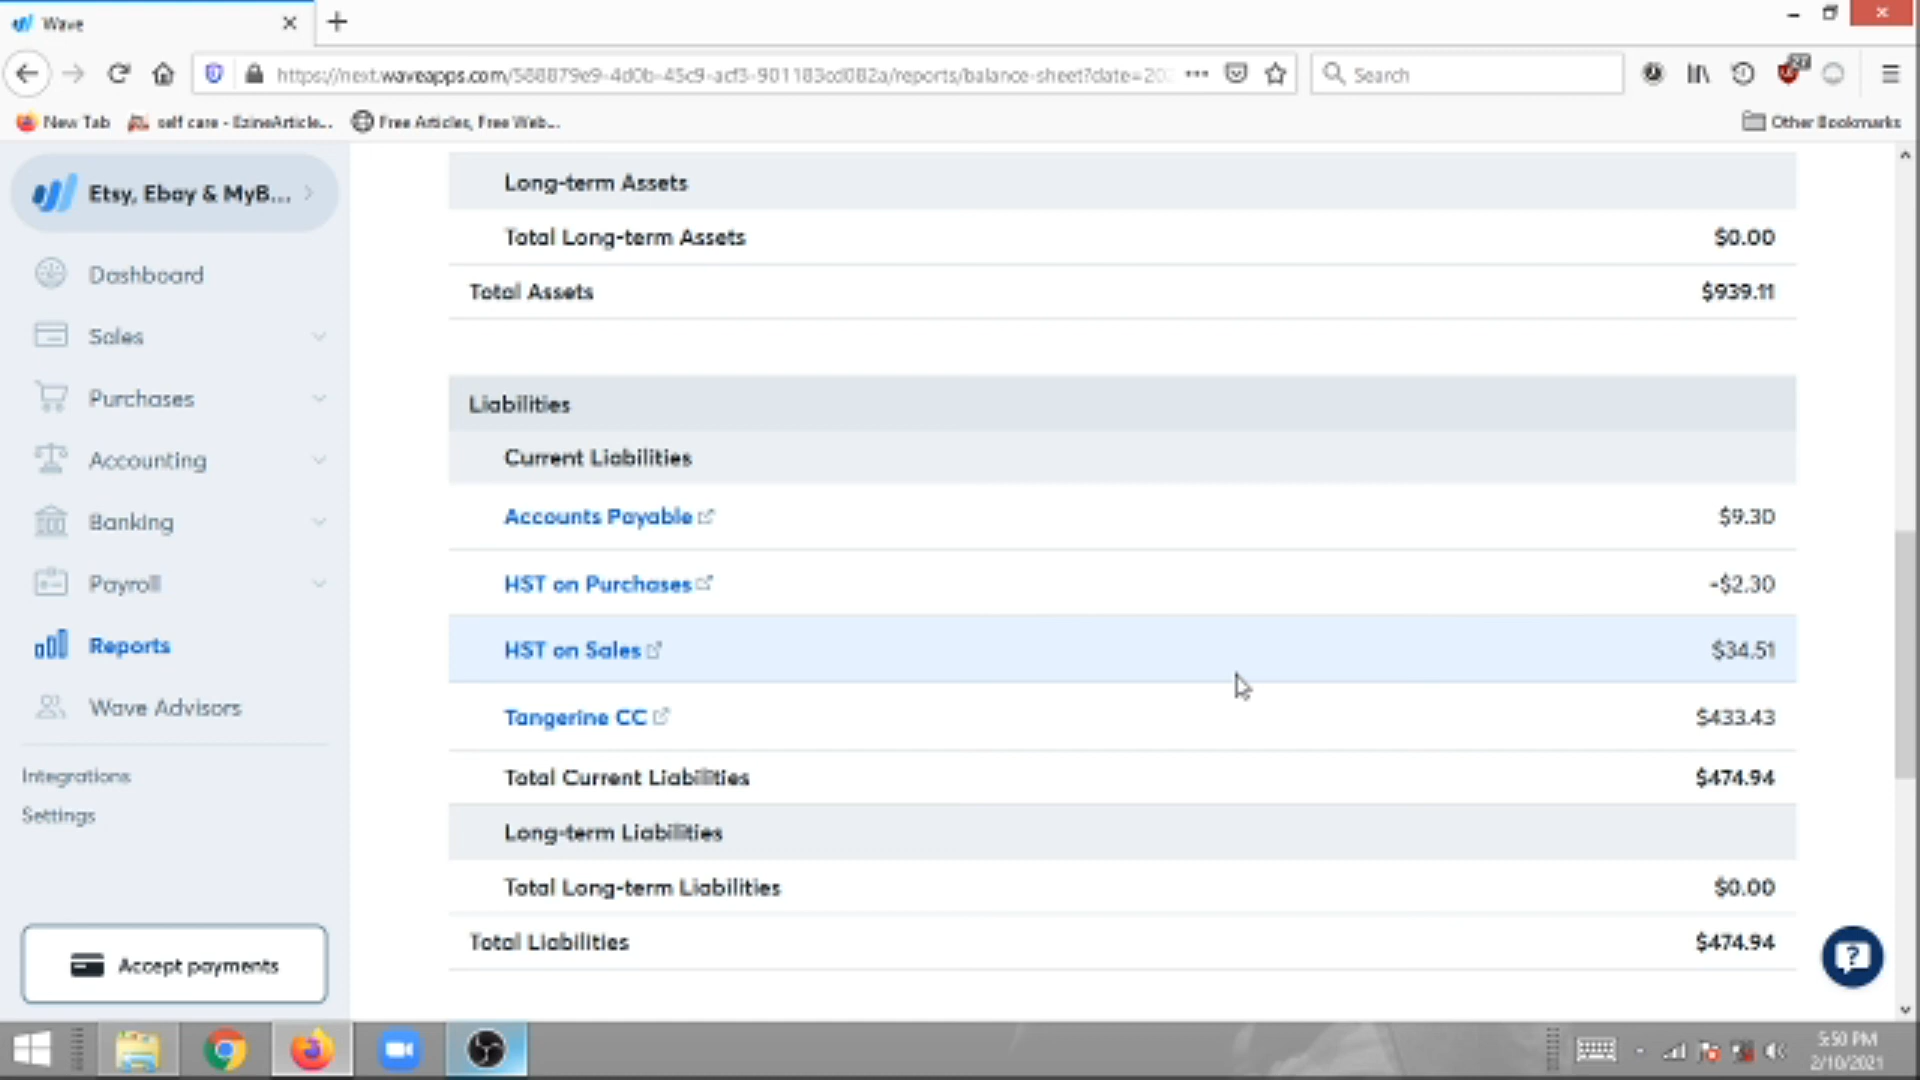 Wave
https://next.waveapps.com/588879e9-4d0b-45c9-acf3-901183cd082a/reports/balance-sheet?date=202
Search
New Tab
self care - EzineArticle...
Free Articles, Free Web...
Other Bookmarks
Etsy, Ebay & MyB...
Dashboard
Sales
Purchases
Accounting
Banking
Payroll
Reports
Wave Advisors
Integrations
Settings
Accept payments
Long-term Assets
Total Long-term Assets $0.00
Total Assets $939.11
Liabilities
Current Liabilities
Accounts Payable $9.30
HST on Purchases -$2.30
HST on Sales $34.51
Tangerine CC $433.43
Total Current Liabilities $474.94
Long-term Liabilities
Total Long-term Liabilities $0.00
Total Liabilities $474.94
5:50 PM
2/10/2021